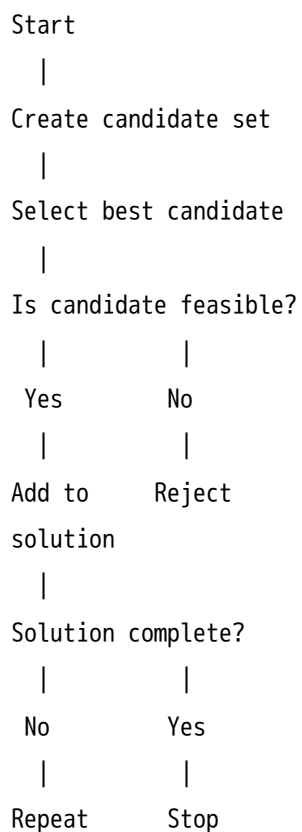 Start
|
Create candidate set
|
Select best candidate
|
Is candidate feasible?
| |
Yes No
| |
Add to Reject
solution
|
Solution complete?
| |
No Yes
| |
Repeat Stop